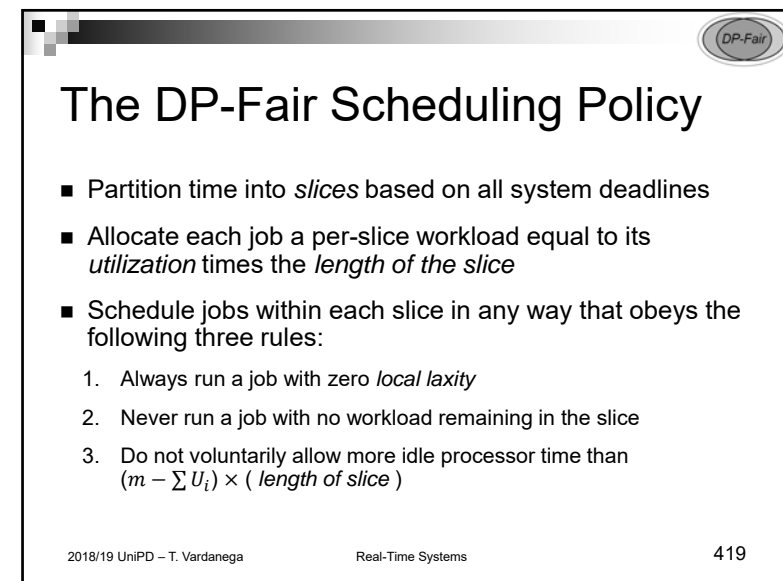 DP-Fair
The DP-Fair Scheduling Policy
■ Partition time into slices based on all system deadlines
■ Allocate each job a per-slice workload equal to its
utilization times the length of the slice
■ Schedule jobs within each slice in any way that obeys the
following three rules:
1. Always run a job with zero local laxity
2. Never run a job with no workload remaining in the slice
3. Do not voluntarily allow more idle processor time than
(m − ∑ Uᵢ) × ( length of slice )
2018/19 UniPD – T. Vardanega Real-Time Systems 419